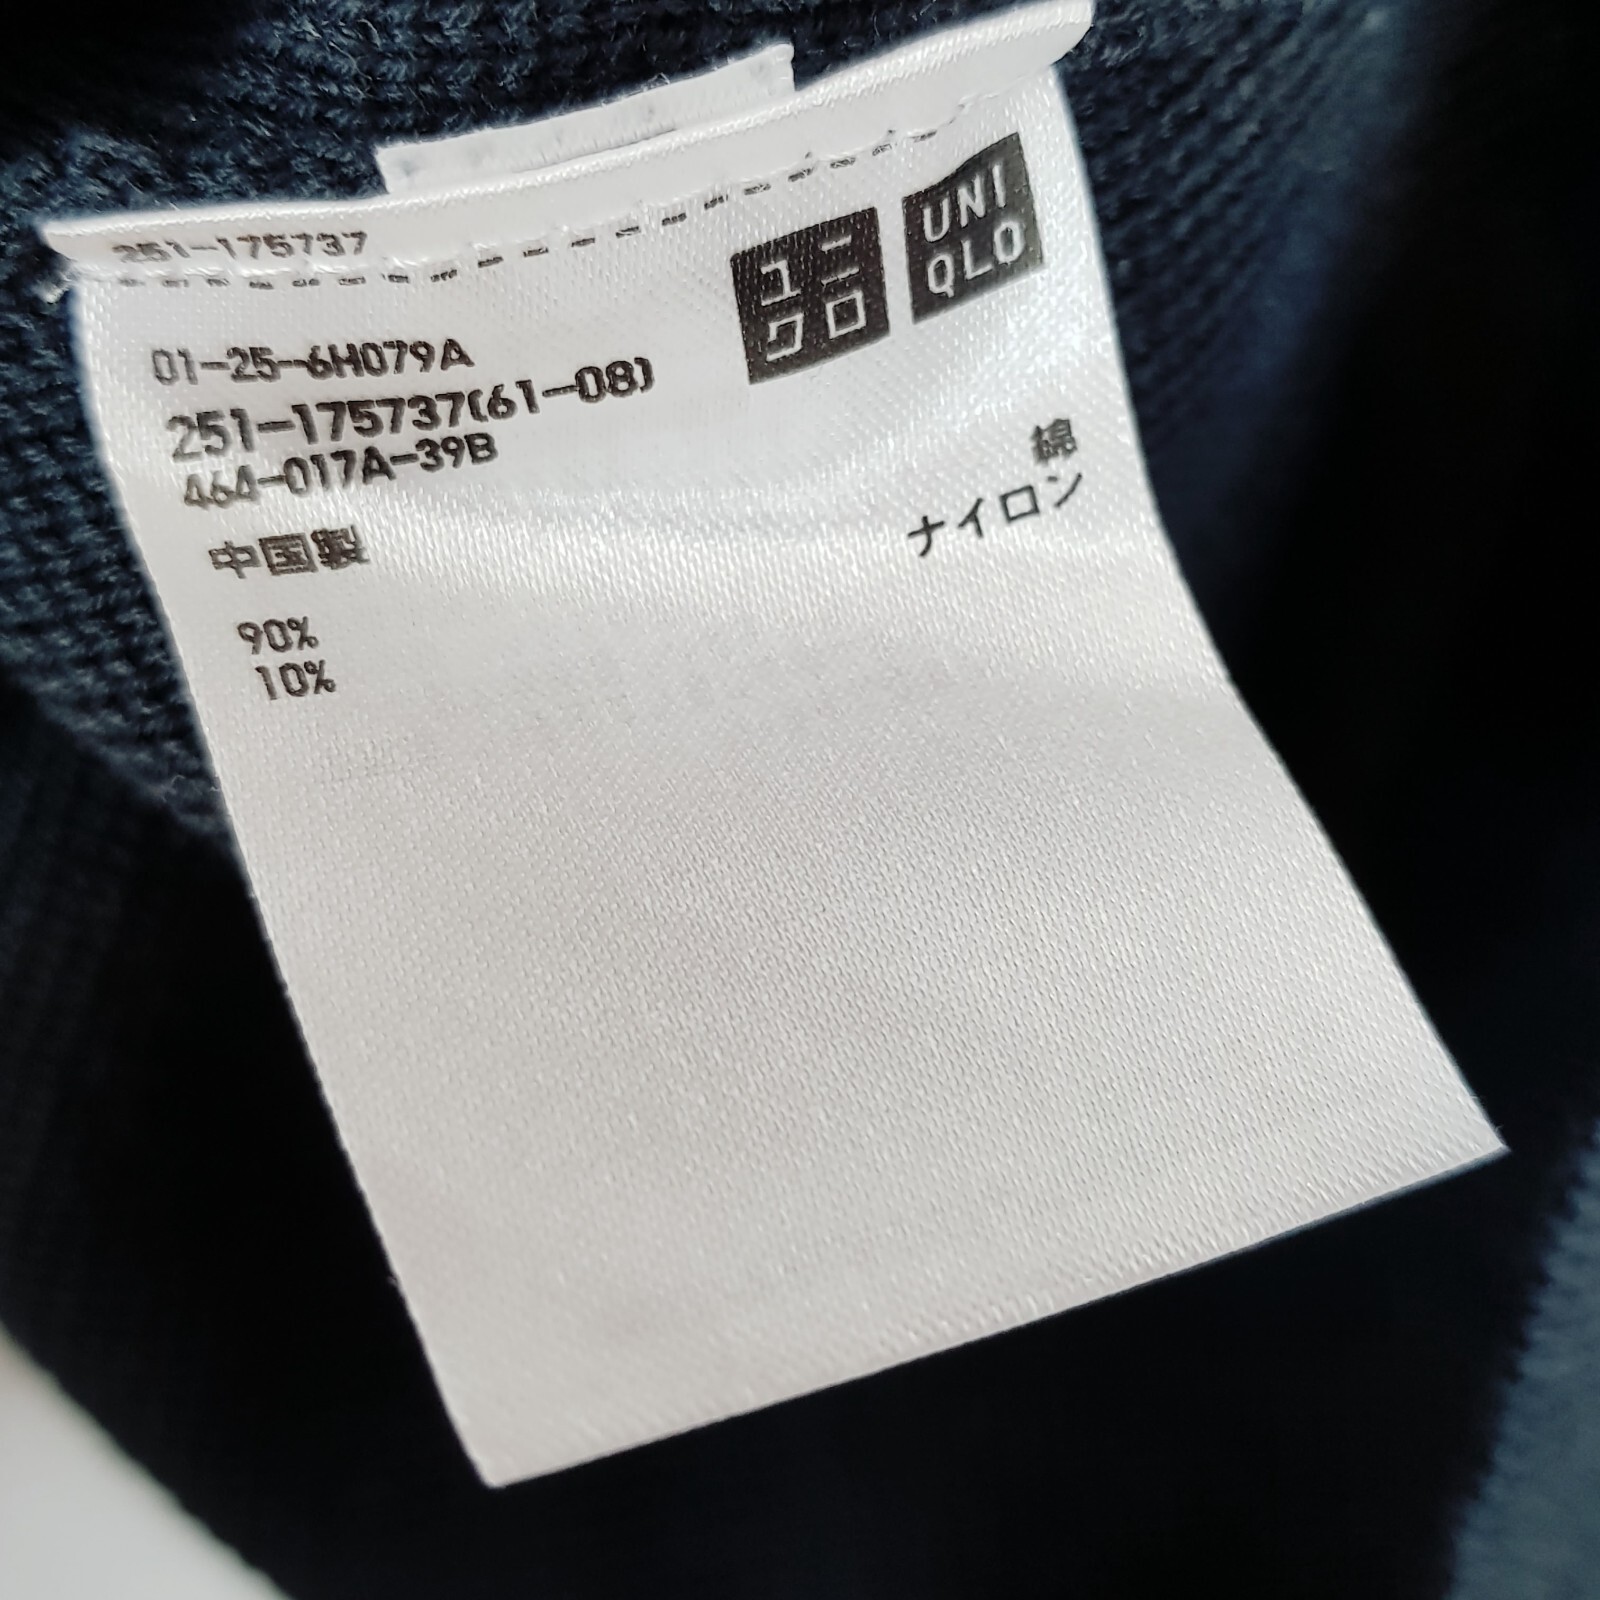 251-175737
ユニ
クロ
UNI
QLO
01-25-6H079A
251-175737(61-08)
464-017A-39B
中国製
綿
ナイロン
90%
10%